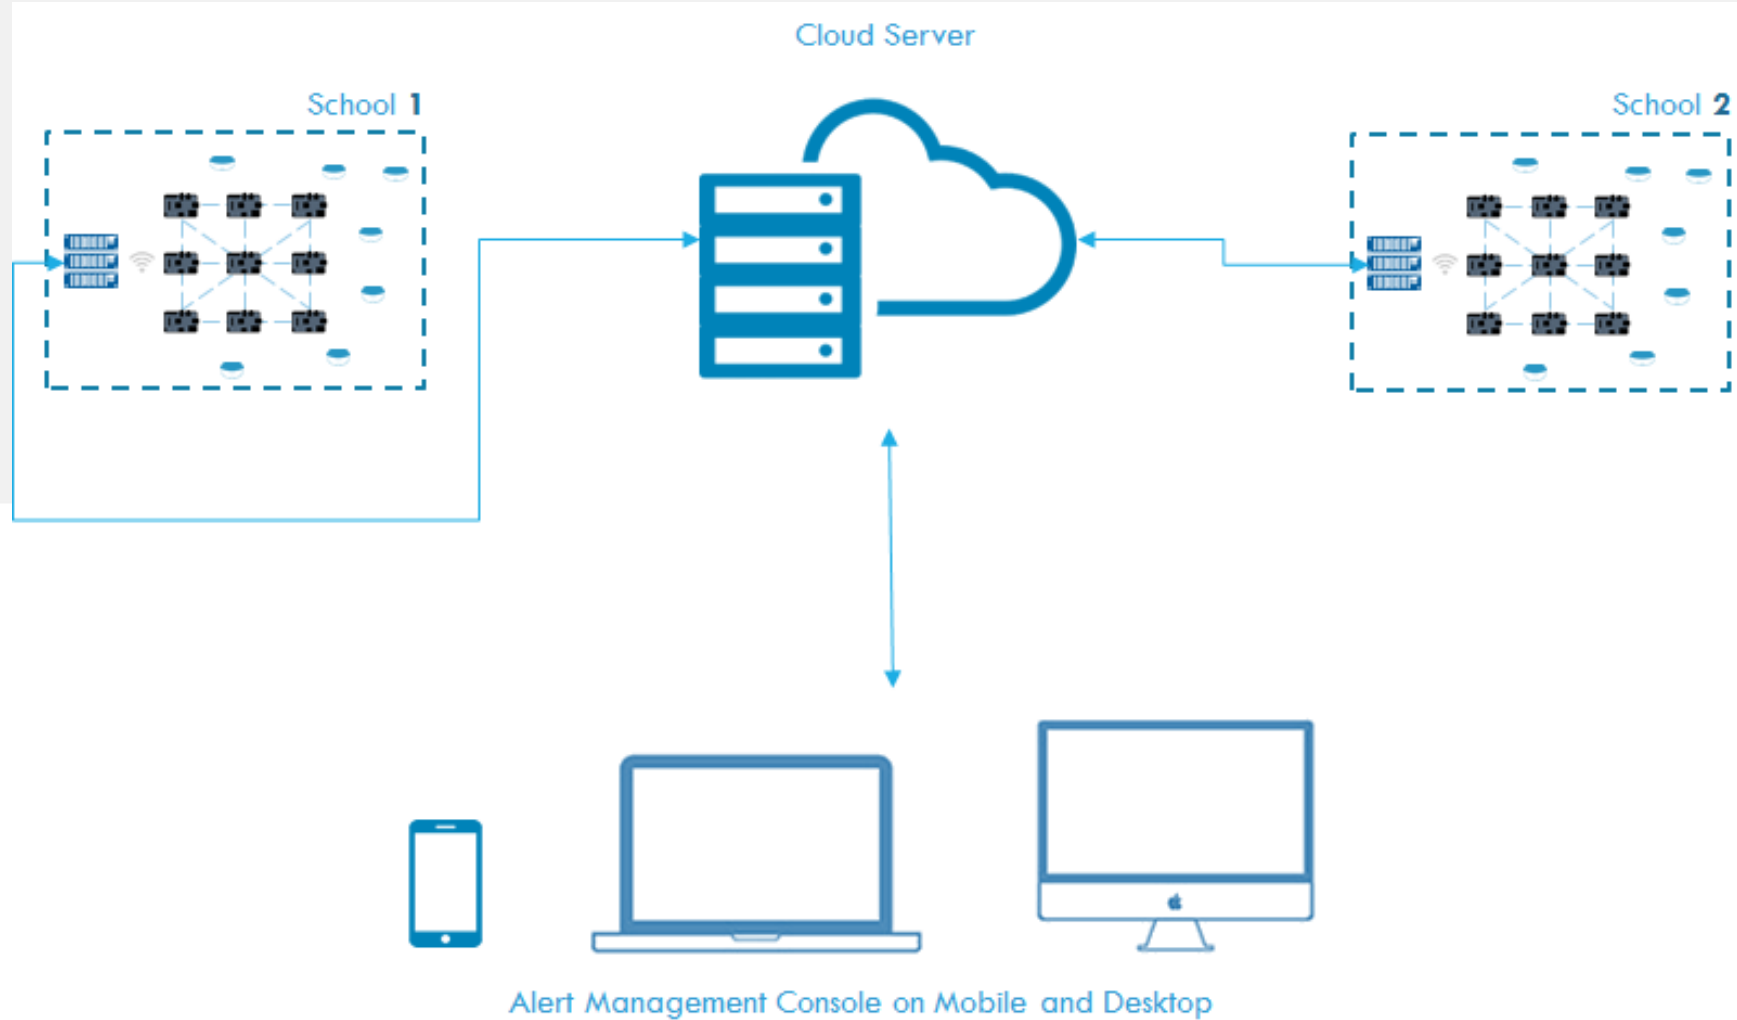 Cloud Server
School 1
School 2
Alert Management Console on Mobile and Desktop